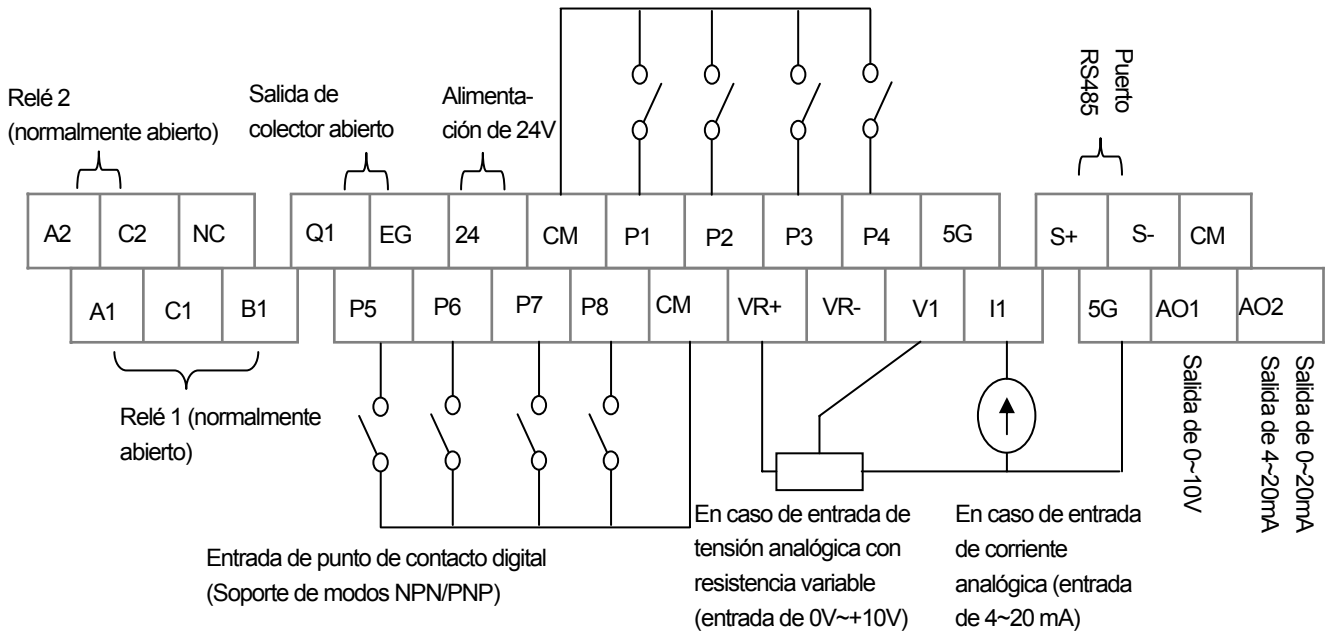 Relé 2
(normalmente abierto)
Salida de
colector abierto
Alimenta-
ción de 24V
Puerto
RS485
A2 C2 NC Q1 EG 24 CM P1 P2 P3 P4 5G S+ S- CM
A1 C1 B1 P5 P6 P7 P8 CM VR+ VR- V1 I1 5G AO1 AO2
Relé 1 (normalmente
abierto)
Entrada de punto de contacto digital
(Soporte de modos NPN/PNP)
En caso de entrada de
tensión analógica con
resistencia variable
(entrada de 0V~+10V)
En caso de entrada
de corriente
analógica (entrada
de 4~20 mA)
Salida de 0~10V
Salida de 0~20mA
Salida de 4~20mA